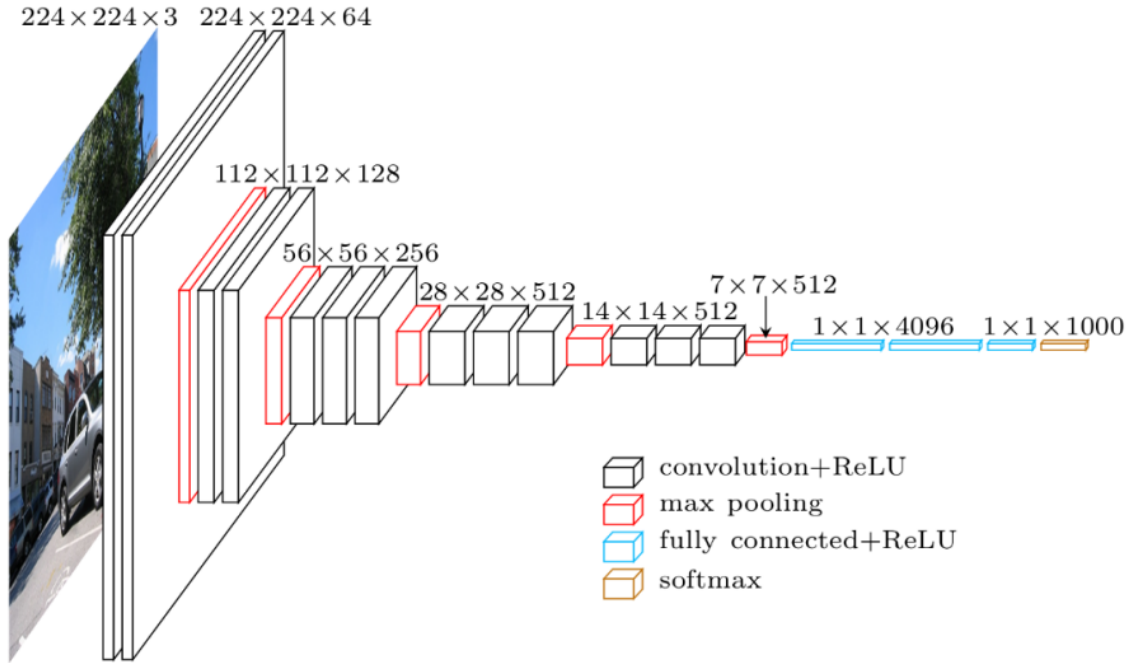 224×224×3
224×224×64
112×112×128
56×56×256
28×28×512
14×14×512
7×7×512
1×1×4096
1×1×1000
convolution+ReLU
max pooling
fully connected+ReLU
softmax